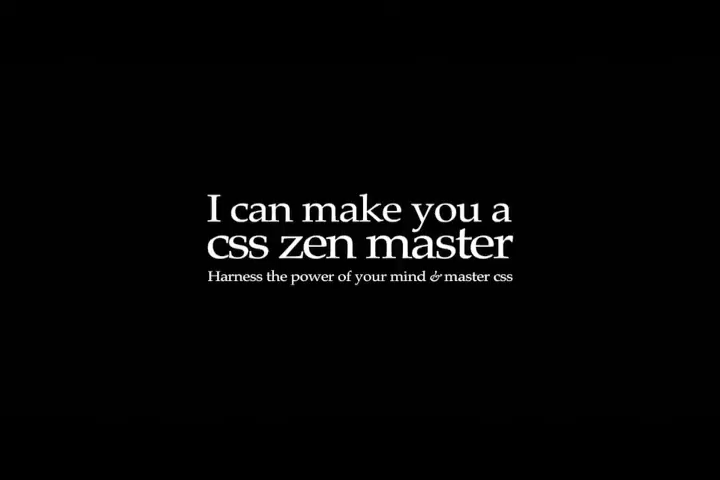 I can make you a
css zen master
Harness the power of your mind & master css